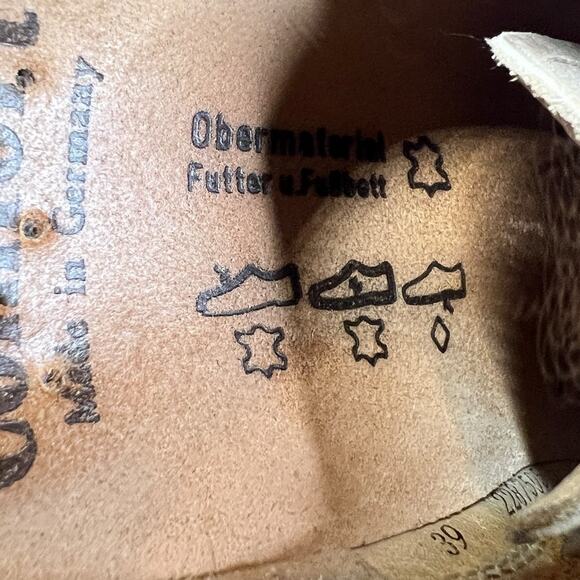 Obermaterial
Futter u. Fußbett
Made in Germany
39